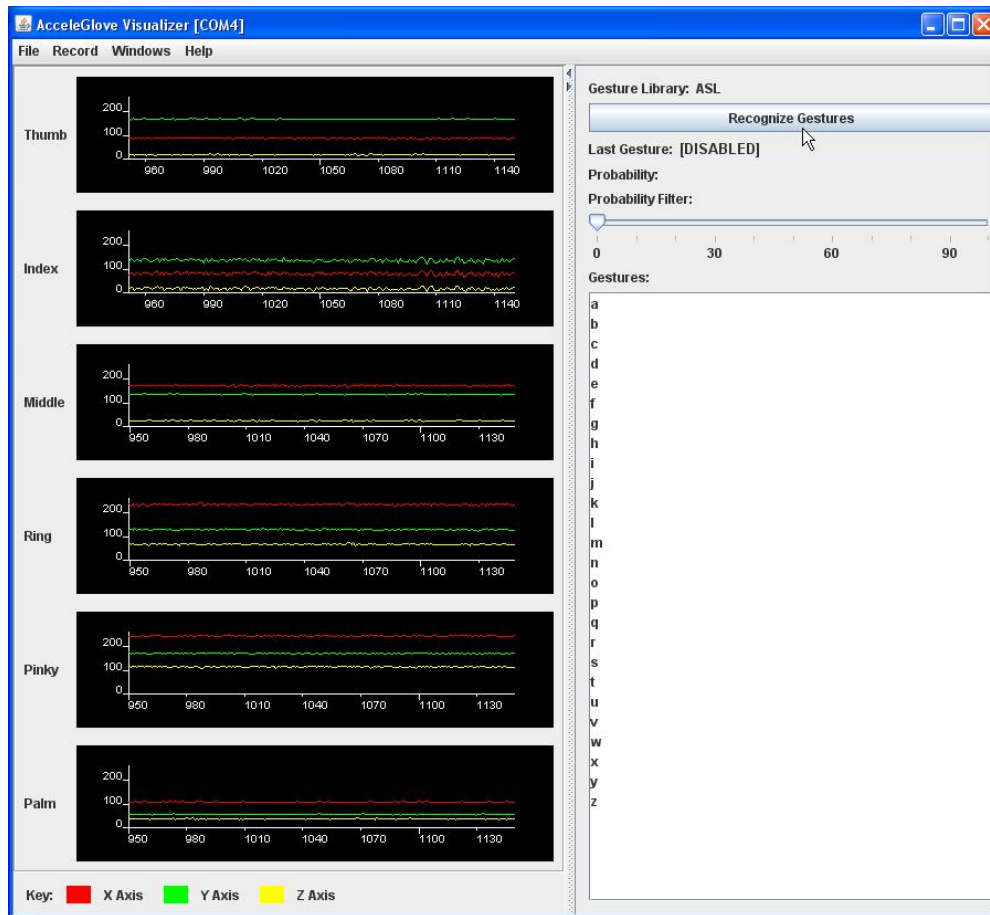 AcceleGlove Visualizer [COM4]
File Record Windows Help
Thumb
200
100
0
960 990 1020 1050 1080 1110 1140
Index
200
100
0
960 990 1020 1050 1080 1110 1140
Middle
200
100
0
950 980 1010 1040 1070 1100 1130
Ring
200
100
0
950 980 1010 1040 1070 1100 1130
Pinky
200
100
0
950 980 1010 1040 1070 1100 1130
Palm
200
100
0
950 980 1010 1040 1070 1100 1130
Key: X Axis Y Axis Z Axis
Gesture Library: ASL
Recognize Gestures
Last Gesture: [DISABLED]
Probability:
Probability Filter:
0 30 60 90
Gestures:
a
b
c
d
e
f
g
h
i
j
k
l
m
n
o
p
q
r
s
t
u
v
w
x
y
z